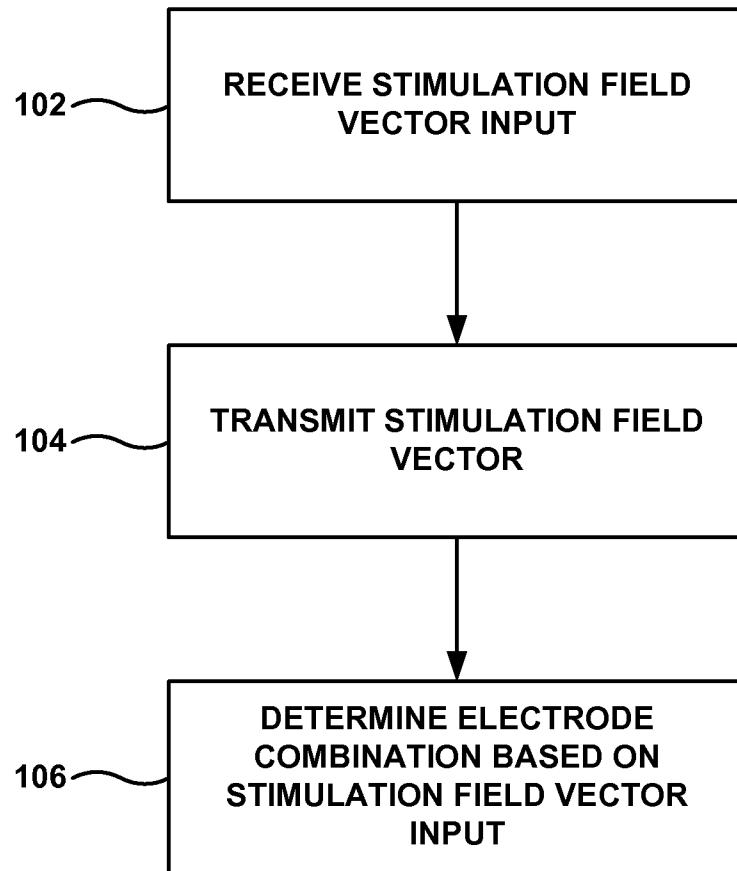 102
RECEIVE STIMULATION FIELD
VECTOR INPUT
104
TRANSMIT STIMULATION FIELD
VECTOR
106
DETERMINE ELECTRODE
COMBINATION BASED ON
STIMULATION FIELD VECTOR
INPUT